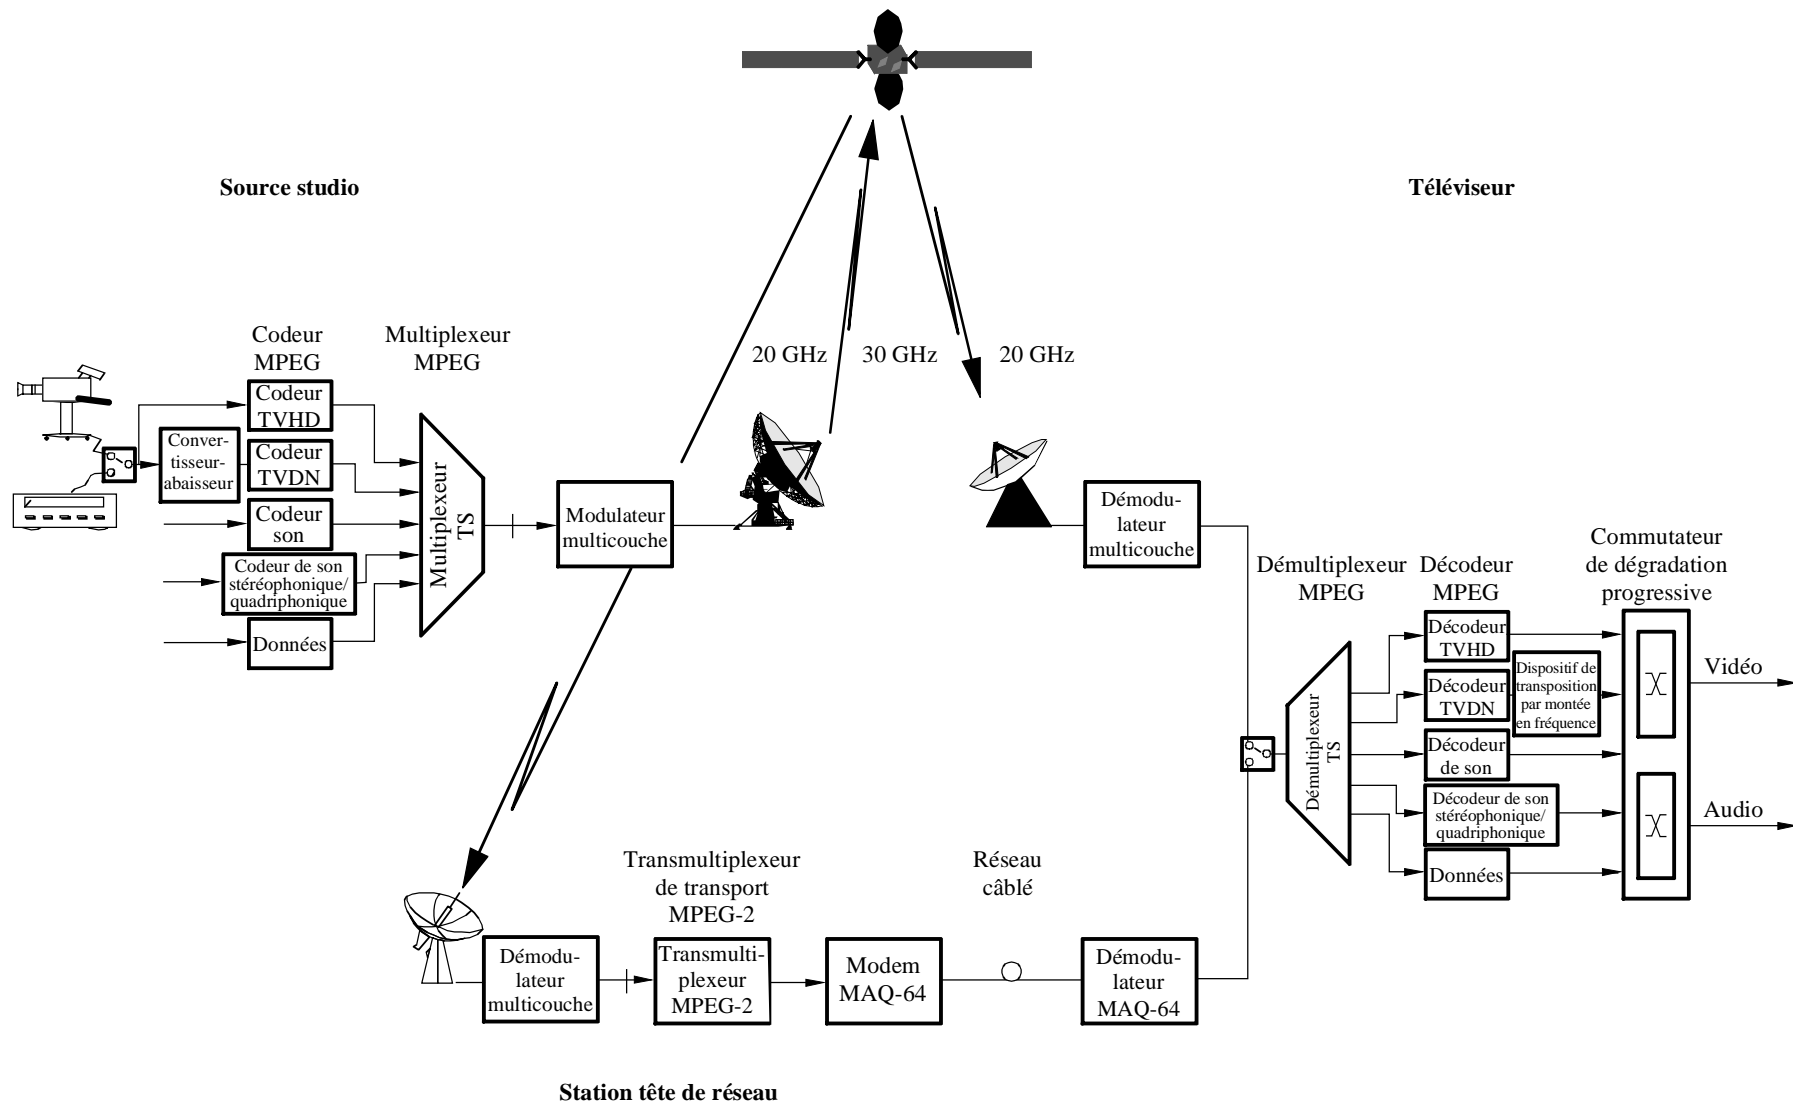 Source studio
Téléviseur
20 GHz
30 GHz
20 GHz
Codeur
MPEG
Multiplexeur
MPEG
Codeur
TVHD
Conver-
tisseur-
abaisseur
Codeur
TVDN
Codeur
son
Codeur de son
stéréophonique/
quadriphonique
Données
Multiplexeur
TS
Modulateur
multicouche
Démodu-
lateur
multicouche
Démultiplexeur
MPEG
Décodeur
MPEG
Commutateur
de dégradation
progressive
Démultiplexeur
TS
Décodeur
TVHD
Décodeur
TVDN
Dispositif de
transposition
par montée
en fréquence
Décodeur
de son
Décodeur de son
stéréophonique/
quadriphonique
Données
Vidéo
Audio
Transmultiplexeur
de transport
MPEG-2
Réseau
câblé
Démodu-
lateur
multicouche
Transmulti-
plexeur
MPEG-2
Modem
MAQ-64
Démodu-
lateur
MAQ-64
Station tête de réseau